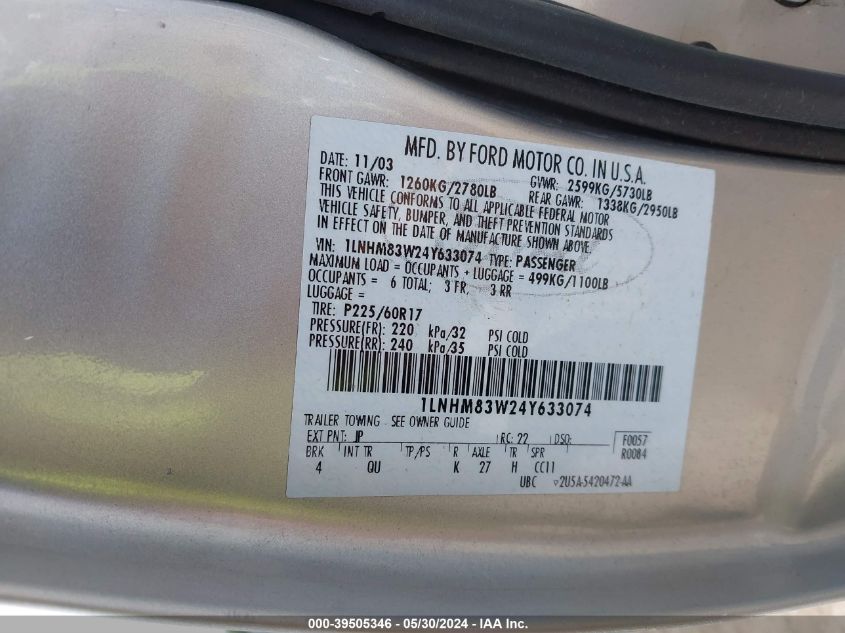 MFD. BY FORD MOTOR CO. IN U.S.A.
DATE: 11/03 GVWR: 2599KG/5730LB
FRONT GAWR: 1260KG/2780LB REAR GAWR: 1338KG/2950LB
THIS VEHICLE CONFORMS TO ALL APPLICABLE FEDERAL MOTOR
VEHICLE SAFETY, BUMPER, AND THEFT PREVENTION STANDARDS
IN EFFECT ON THE DATE OF MANUFACTURE SHOWN ABOVE.
VIN: 1LNHM83W24Y633074 TYPE: PASSENGER
MAXIMUM LOAD = OCCUPANTS + LUGGAGE = 499KG/1100LB
OCCUPANTS = 6 TOTAL; 3 FR, 3 RR
LUGGAGE =
TIRE: P225/60R17
PRESSURE(FR): 220 kPa/32 PSI COLD
PRESSURE(RR): 240 kPa/35 PSI COLD
1LNHM83W24Y633074
TRAILER TOWING - SEE OWNER GUIDE
EXT PNT: JP RC: 22 DSO: F0057
BRK INT TR TP/PS R AXLE TR SPR R0084
4 QU K 27 H CC11
UBC 2U5A-5420472-AA
000-39505346 - 05/30/2024 - IAA Inc.